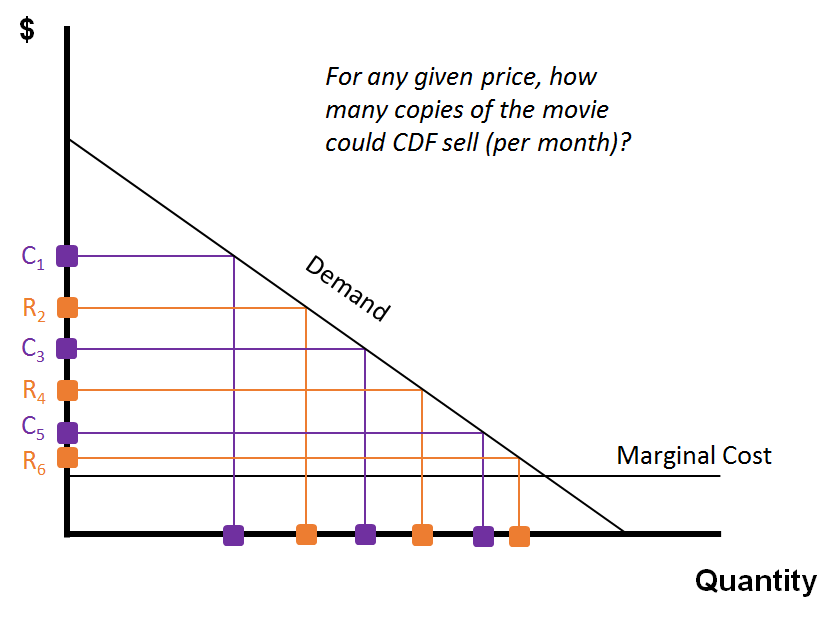 $
For any given price, how
many copies of the movie
could CDF sell (per month)?
C1
Demand
R2
C3
R4
C5
R6
Marginal Cost
Quantity